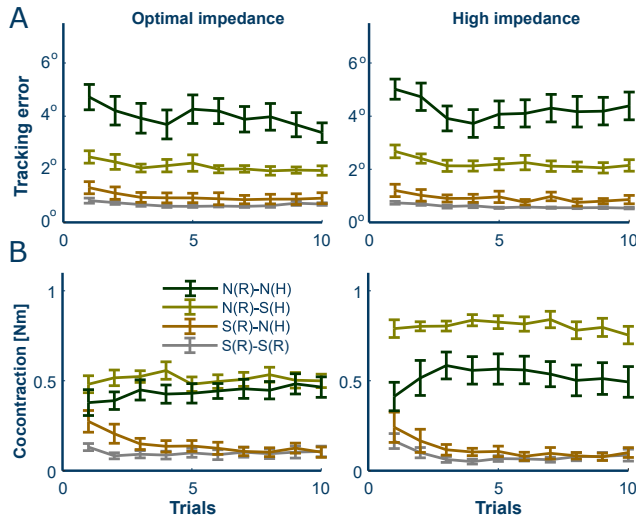 A
Optimal impedance
High impedance
Tracking error
6°
4°
2°
0°
0
5
10
6°
4°
2°
0°
0
5
10
B
Cocontraction [Nm]
1
0.5
0
N(R)-N(H)
N(R)-S(H)
S(R)-N(H)
S(R)-S(R)
0
5
10
Trials
1
0.5
0
0
5
10
Trials